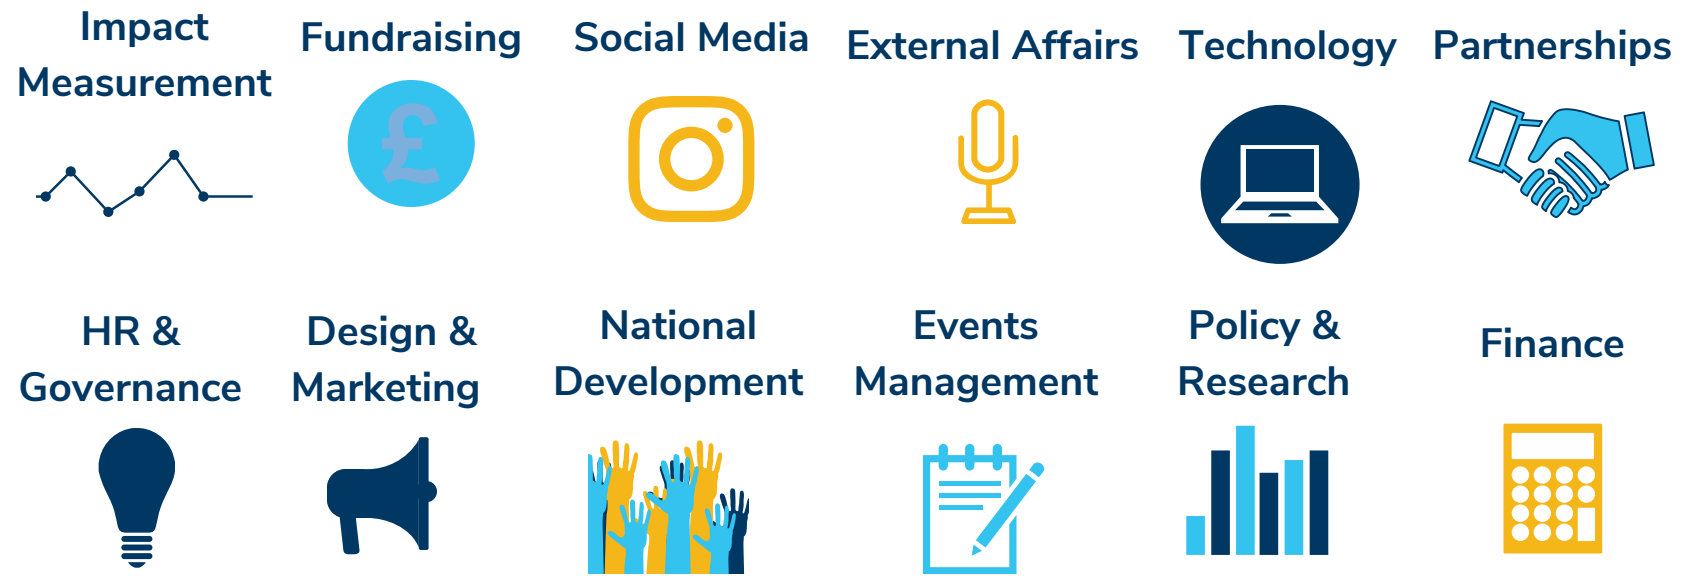 Impact
Measurement
Fundraising
£
Social Media
External Affairs
Technology
Partnerships
HR &
Governance
Design &
Marketing
National
Development
Events
Management
Policy &
Research
Finance